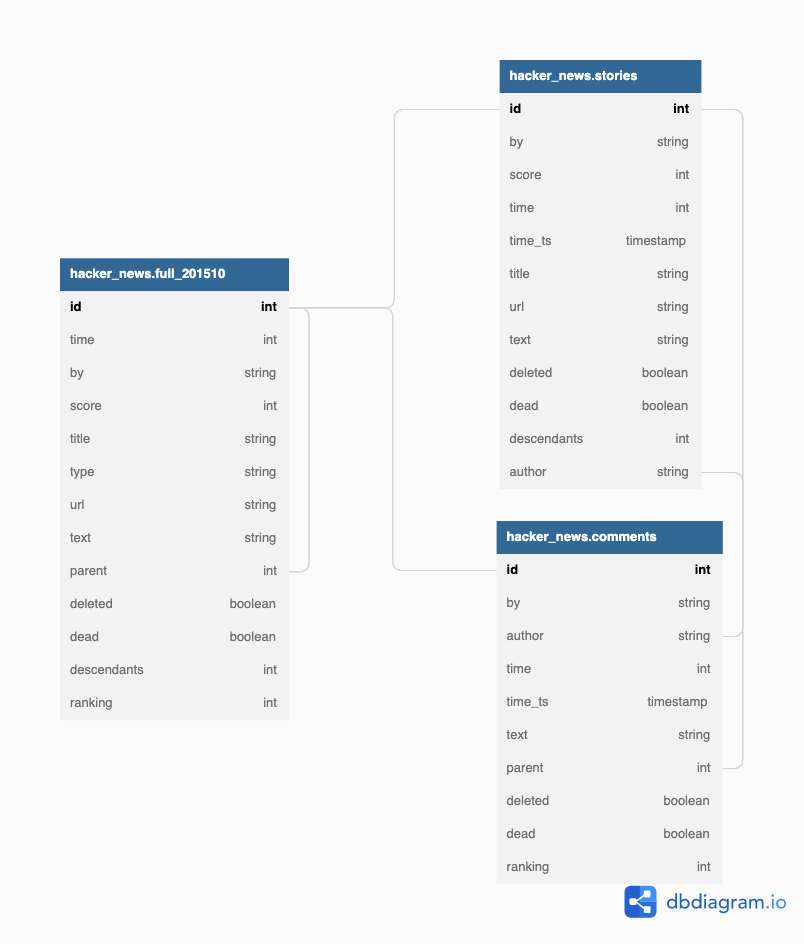 hacker_news.stories
id int
by string
score int
time int
time_ts timestamp
title string
url string
text string
deleted boolean
dead boolean
descendants int
author string
hacker_news.full_201510
id int
time int
by string
score int
title string
type string
url string
text string
parent int
deleted boolean
dead boolean
descendants int
ranking int
hacker_news.comments
id int
by string
author string
time int
time_ts timestamp
text string
parent int
deleted boolean
dead boolean
ranking int
dbdiagram.io